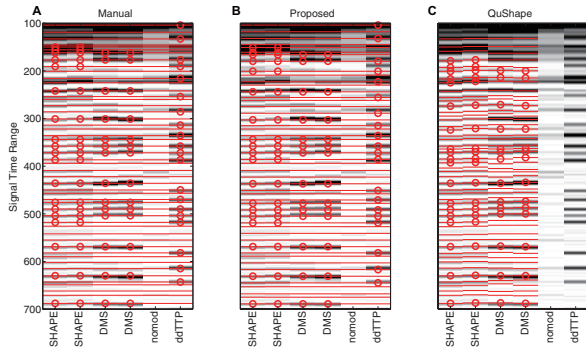 A Manual
B Proposed
C QuShape
Signal Time Range
100
200
300
400
500
600
700
SHAPE
SHAPE
DMS
DMS
nomod
ddTTP
SHAPE
SHAPE
DMS
DMS
nomod
ddTTP
SHAPE
SHAPE
DMS
DMS
nomod
ddTTP